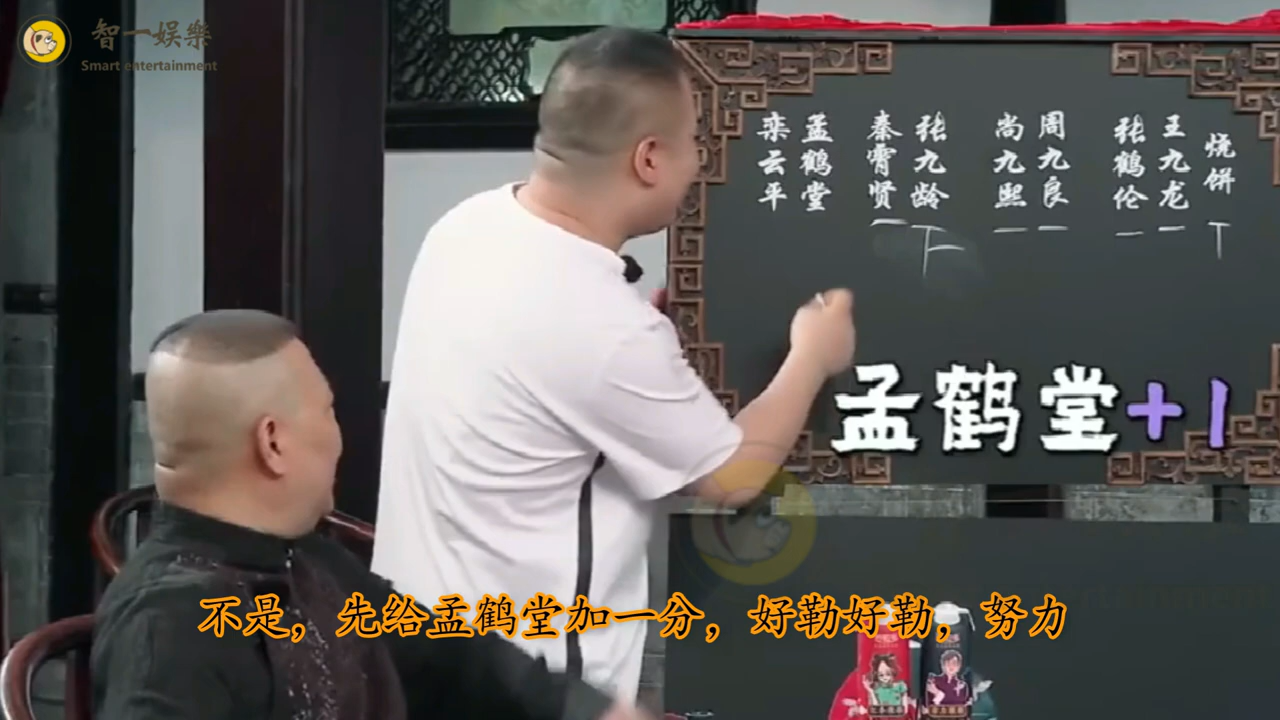 智一娱樂
Smart entertainment
栾云平
孟鹤堂
秦霄贤
张九龄
尚九熙
周九良
张鹤伦
王九龙
烧饼
孟鹤堂+1
不是，先给孟鹤堂加一分，好勒好勒，努力